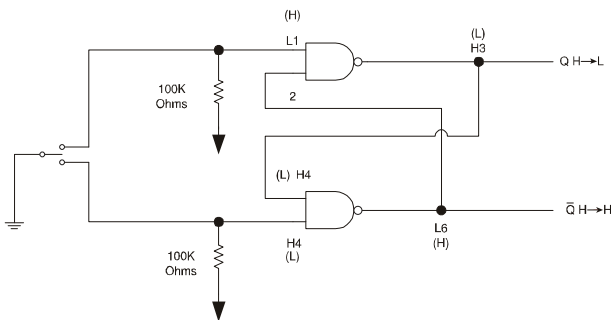 (H)
L1
(L)
H3
Q H→L
100K
Ohms
2
(L) H4
H4
(L)
L6
(H)
Q̅ H→H
100K
Ohms